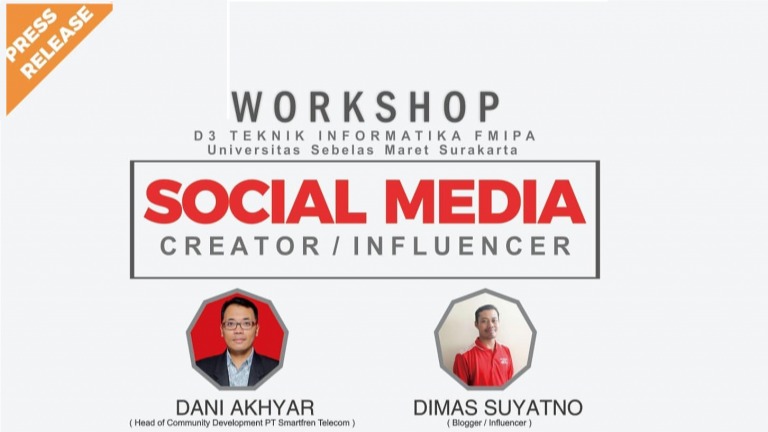 PRESS
RELEASE
WORKSHOP
D3 TEKNIK INFORMATIKA FMIPA
Universitas Sebelas Maret Surakarta
SOCIAL MEDIA
CREATOR / INFLUENCER
DANI AKHYAR
( Head of Community Development PT Smartfren Telecom )
DIMAS SUYATNO
( Blogger / Influencer )